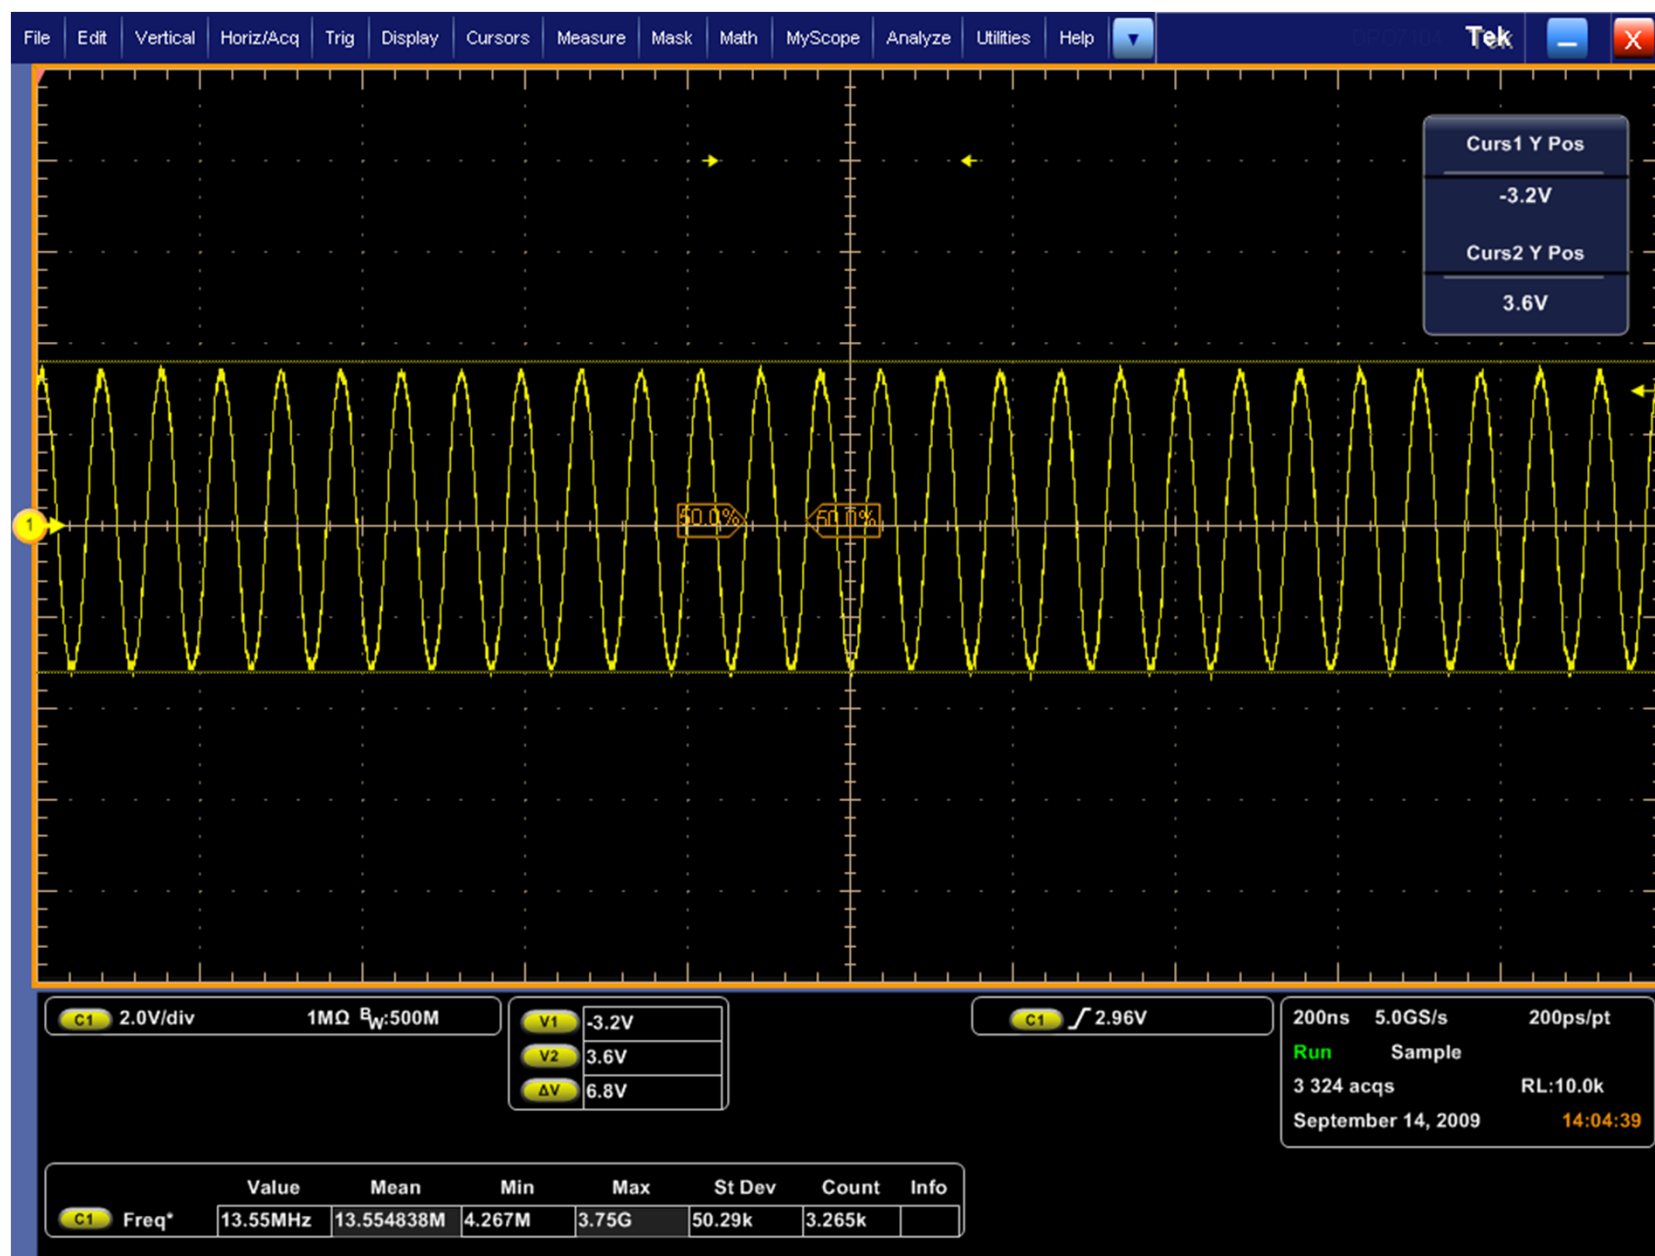 File Edit Vertical Horiz/Acq Trig Display Cursors Measure Mask Math MyScope Analyze Utilities Help Tek X
Curs1 Y Pos
-3.2V
Curs2 Y Pos
3.6V
1
50.0% 50.0%
C1 2.0V/div 1MΩ BW:500M
V1 -3.2V
V2 3.6V
ΔV 6.8V
C1 2.96V
200ns 5.0GS/s 200ps/pt
Run Sample
3 324 acqs RL:10.0k
September 14, 2009 14:04:39
Value Mean Min Max St Dev Count Info
C1 Freq* 13.55MHz 13.554838M 4.267M 3.75G 50.29k 3.265k